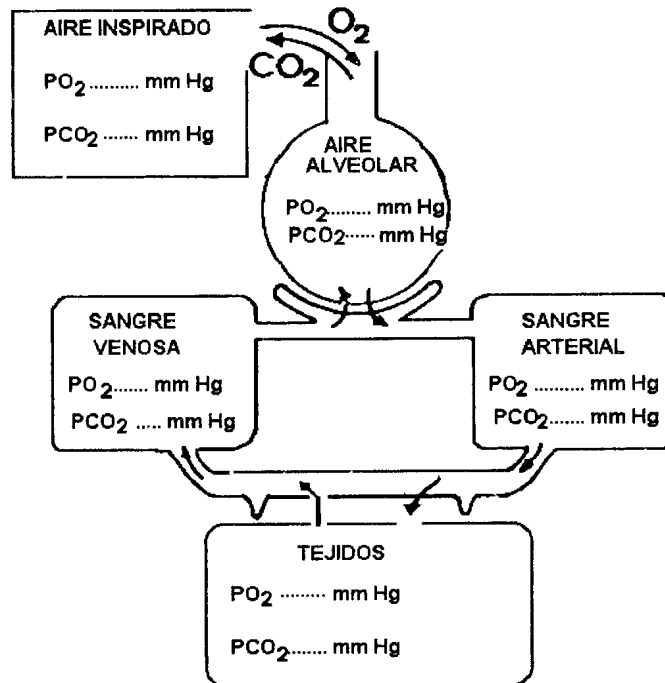 AIRE INSPIRADO
PO₂ .......... mm Hg
PCO₂ ....... mm Hg
O₂
CO₂
AIRE
ALVEOLAR
PO₂......... mm Hg
PCO₂...... mm Hg
SANGRE
VENOSA
PO₂....... mm Hg
PCO₂ ..... mm Hg
SANGRE
ARTERIAL
PO₂ .......... mm Hg
PCO₂....... mm Hg
TEJIDOS
PO₂ ......... mm Hg
PCO₂........ mm Hg